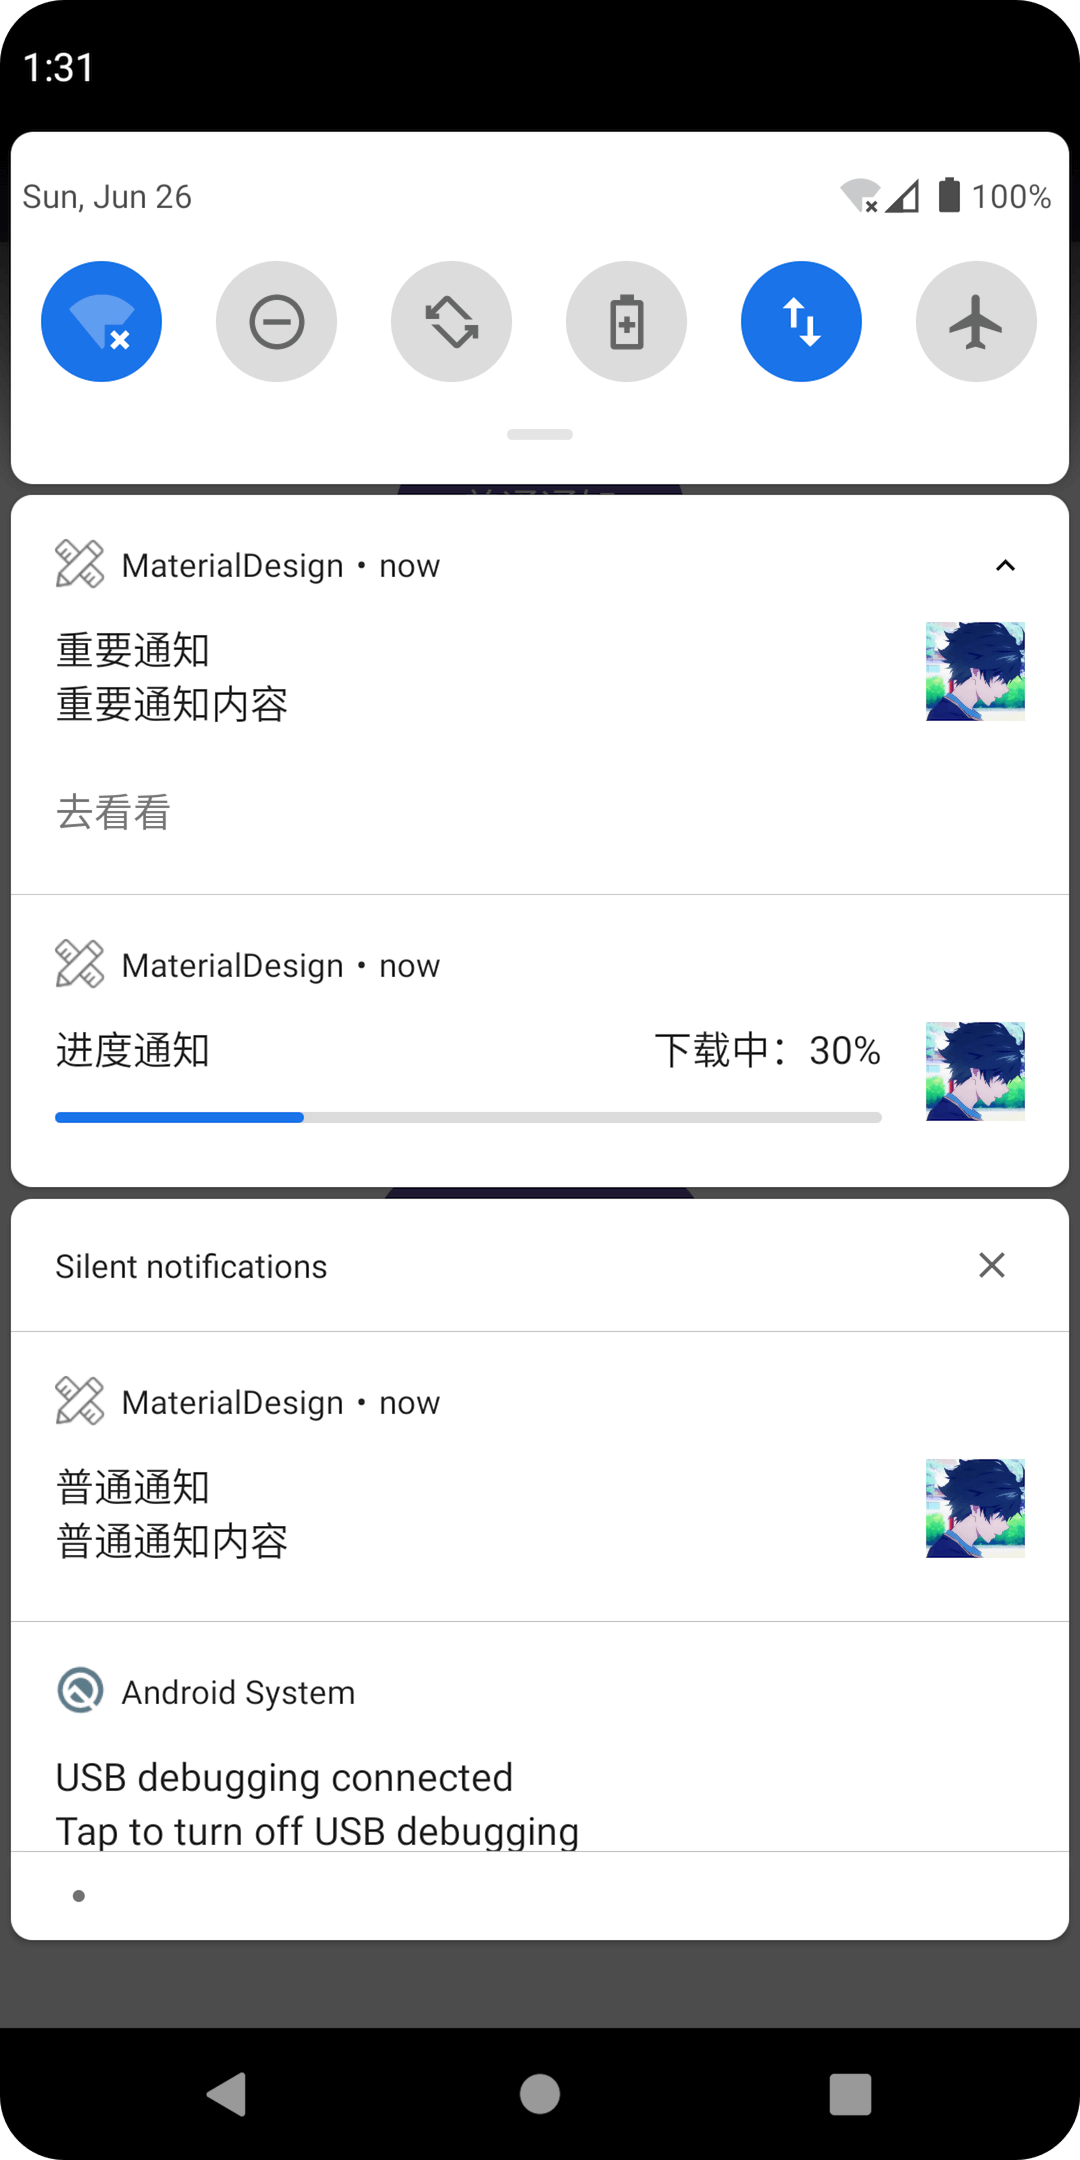 1:31
Sun, Jun 26
100%
MaterialDesign • now
重要通知
重要通知内容
去看看
MaterialDesign • now
进度通知
下载中：30%
Silent notifications
MaterialDesign • now
普通通知
普通通知内容
Android System
USB debugging connected
Tap to turn off USB debugging